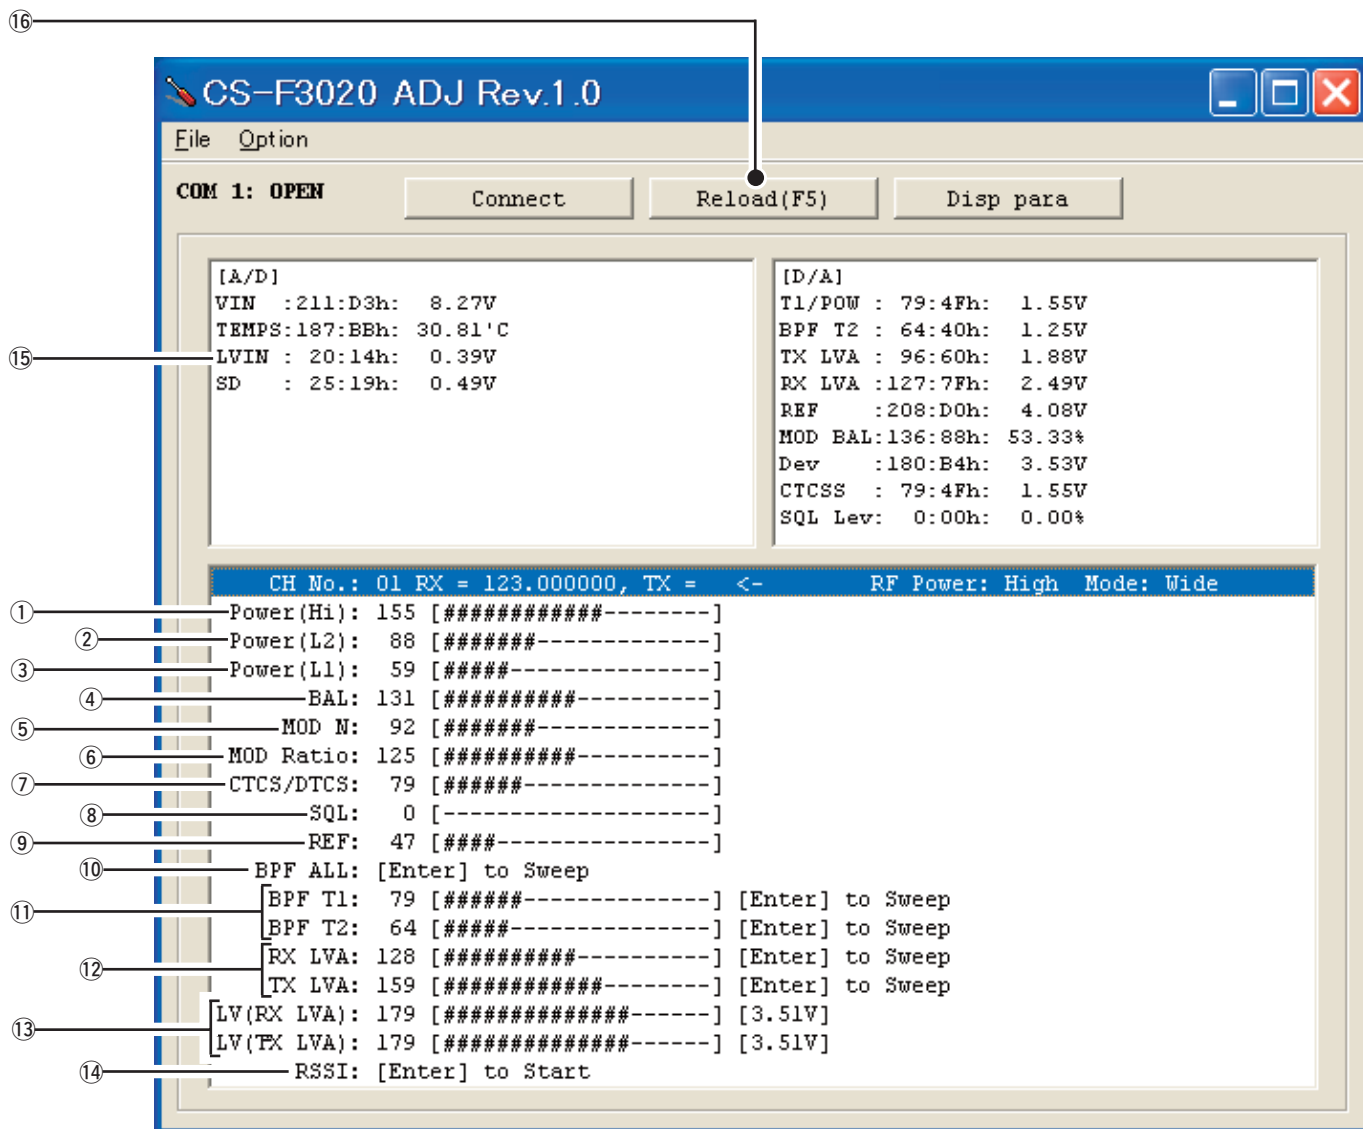 ⑯
CS-F3020 ADJ Rev.1.0
File Option
COM 1: OPEN Connect Reload(F5) Disp para
[A/D]
VIN :211:D3h: 8.27V
TEMPS:187:BBh: 30.81'C
⑮ LVIN : 20:14h: 0.39V
SD : 25:19h: 0.49V
[D/A]
T1/POW : 79:4Fh: 1.55V
BPF T2 : 64:40h: 1.25V
TX LVA : 96:60h: 1.88V
RX LVA :127:7Fh: 2.49V
REF :208:D0h: 4.08V
MOD BAL:136:88h: 53.33%
Dev :180:B4h: 3.53V
CTCSS : 79:4Fh: 1.55V
SQL Lev: 0:00h: 0.00%
CH No.: 01 RX = 123.000000, TX = <- RF Power: High Mode: Wide
① Power(Hi): 155 [############--------]
② Power(L2): 88 [#######-------------]
③ Power(L1): 59 [#####---------------]
④ BAL: 131 [##########----------]
⑤ MOD N: 92 [#######-------------]
⑥ MOD Ratio: 125 [##########----------]
⑦ CTCS/DTCS: 79 [######--------------]
⑧ SQL: 0 [--------------------]
⑨ REF: 47 [####----------------]
⑩ BPF ALL: [Enter] to Sweep
⑪ BPF T1: 79 [######--------------] [Enter] to Sweep
BPF T2: 64 [#####---------------] [Enter] to Sweep
⑫ RX LVA: 128 [##########----------] [Enter] to Sweep
TX LVA: 159 [############--------] [Enter] to Sweep
⑬ LV(RX LVA): 179 [##############------] [3.51V]
LV(TX LVA): 179 [##############------] [3.51V]
⑭ RSSI: [Enter] to Start